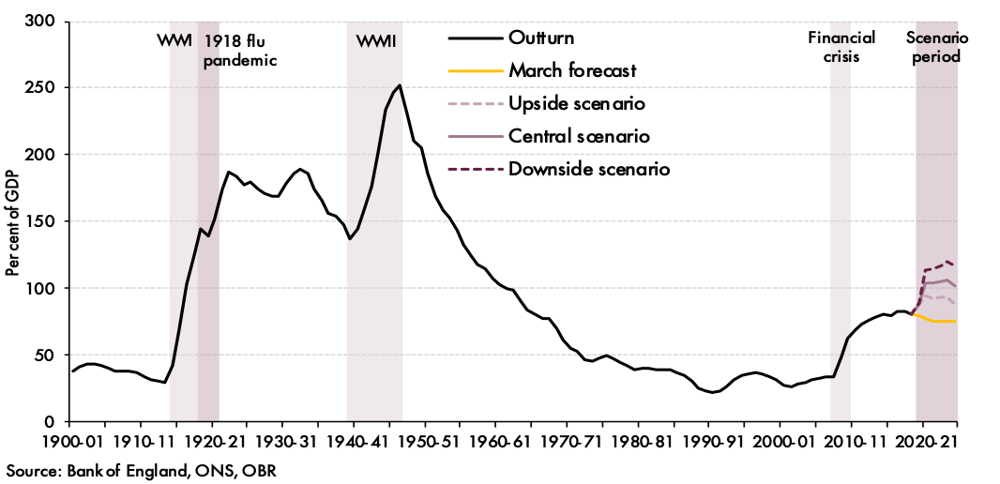 300
250
200
150
100
50
0
Per cent of GDP
WWI
1918 flu
pandemic
WWII
Outturn
March forecast
Upside scenario
Central scenario
Downside scenario
Financial
crisis
Scenario
period
1900-01 1910-11 1920-21 1930-31 1940-41 1950-51 1960-61 1970-71 1980-81 1990-91 2000-01 2010-11 2020-21
Source: Bank of England, ONS, OBR